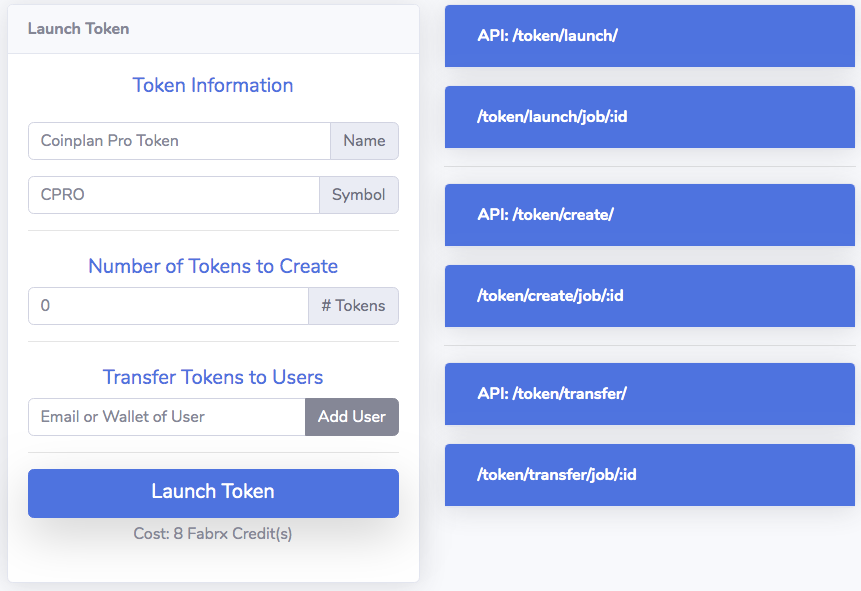 Launch Token
Token Information
Coinplan Pro Token Name
CPRO Symbol
Number of Tokens to Create
0 # Tokens
Transfer Tokens to Users
Email or Wallet of User Add User
Launch Token
Cost: 8 Fabrx Credit(s)
API: /token/launch/
/token/launch/job/:id
API: /token/create/
/token/create/job/:id
API: /token/transfer/
/token/transfer/job/:id